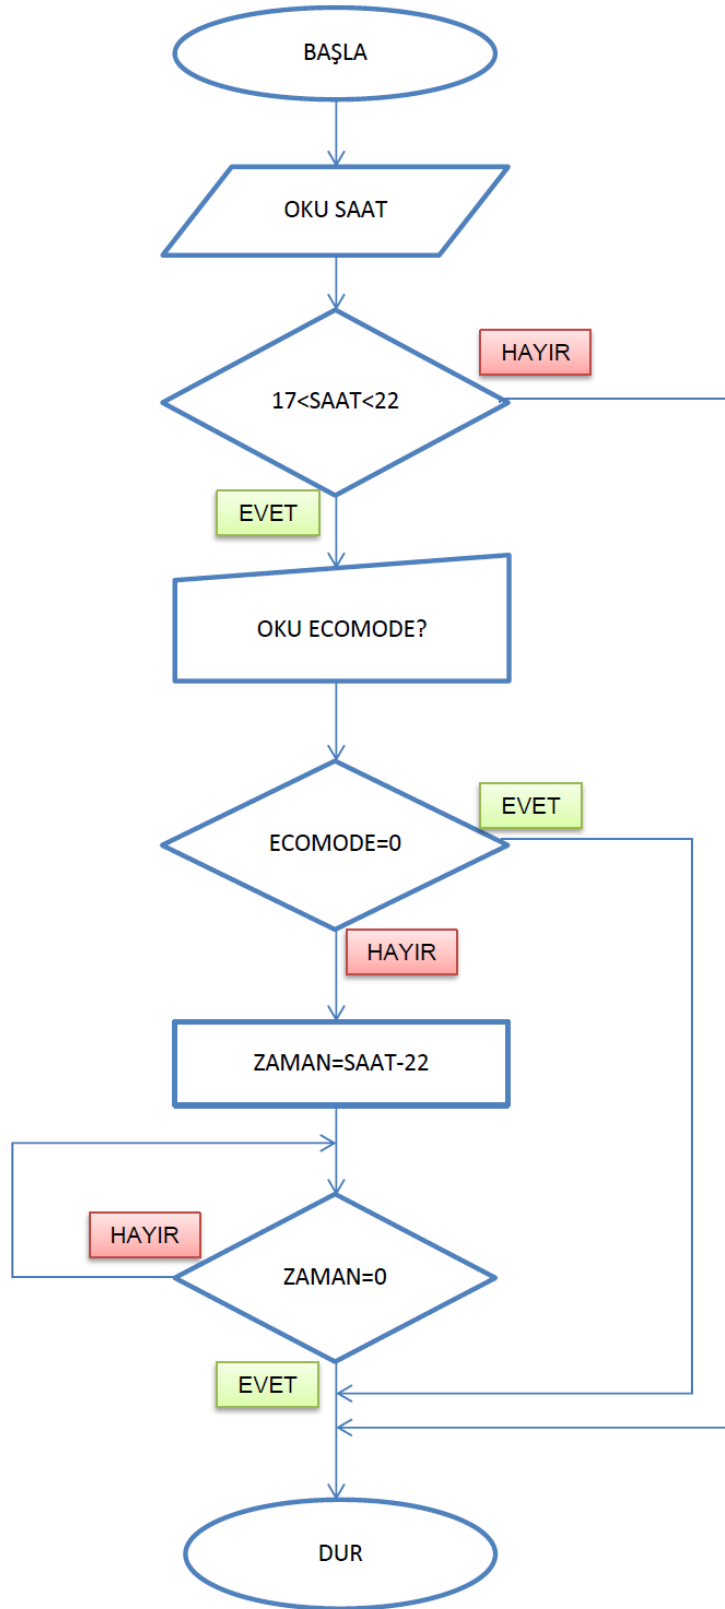 BAŞLA
OKU SAAT
HAYIR
17<SAAT<22
EVET
OKU ECOMODE?
EVET
ECOMODE=0
HAYIR
ZAMAN=SAAT-22
HAYIR
ZAMAN=0
EVET
DUR